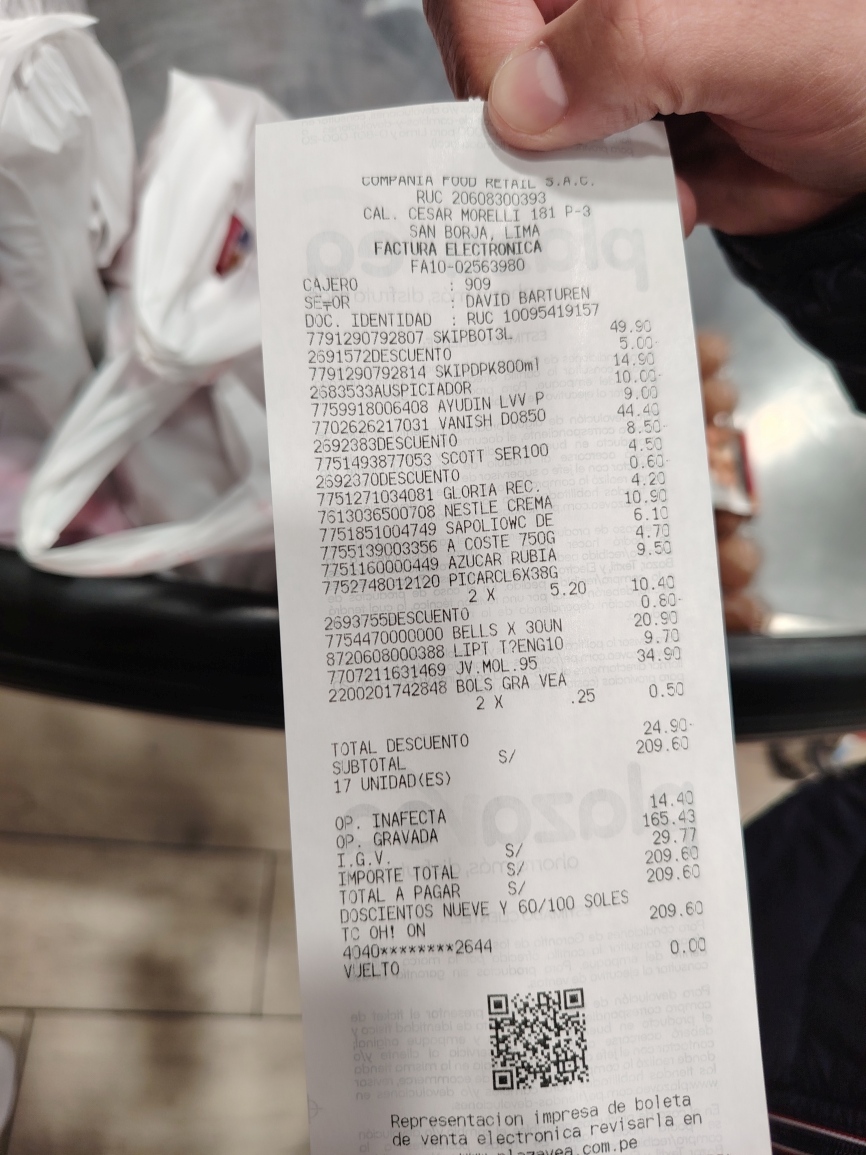 COMPANIA FOOD RETAIL S.A.C.
RUC 20608300393
CAL. CESAR MORELLI 181 P-3
SAN BORJA, LIMA
FACTURA ELECTRONICA
FA10-02563980
CAJERO : 909
SE╤OR : DAVID BARTUREN
DOC. IDENTIDAD : RUC 10095419157
7791290792807 SKIPBOT3L 49.90
2691572DESCUENTO 5.00-
7791290792814 SKIPDPK800ml 14.90
2683533AUSPICIADOR 10.00-
7759918006408 AYUDIN LVV P 9.00
7702626217031 VANISH D0850 44.40
2692383DESCUENTO 8.50-
7751493877053 SCOTT SER100 4.50
2692370DESCUENTO 0.60-
7751271034081 GLORIA REC. 4.20
7613036500708 NESTLE CREMA 10.90
7751851004749 SAPOLIOWC DE 6.10
7755139003356 A COSTE 750G 4.70
7751160000449 AZUCAR RUBIA 9.50
7752748012120 PICARCL6X38G
2 X 5.20 10.40
2693755DESCUENTO 0.80-
7754470000000 BELLS X 30UN 20.90
8720608000388 LIPT T?ENG10 9.70
7707211631469 JV.MOL.95 34.90
2200201742848 BOLS GRA VEA
2 X .25 0.50
TOTAL DESCUENTO 24.90-
SUBTOTAL S/ 209.60
17 UNIDAD(ES)
OP. INAFECTA 14.40
OP. GRAVADA 165.43
I.G.V. S/ 29.77
IMPORTE TOTAL S/ 209.60
TOTAL A PAGAR S/ 209.60
DOSCIENTOS NUEVE Y 60/100 SOLES
TC OH! ON 209.60
4040********2644
VUELTO 0.00
Representacion impresa de boleta
de venta electronica revisarla en
www.plazavea.com.pe